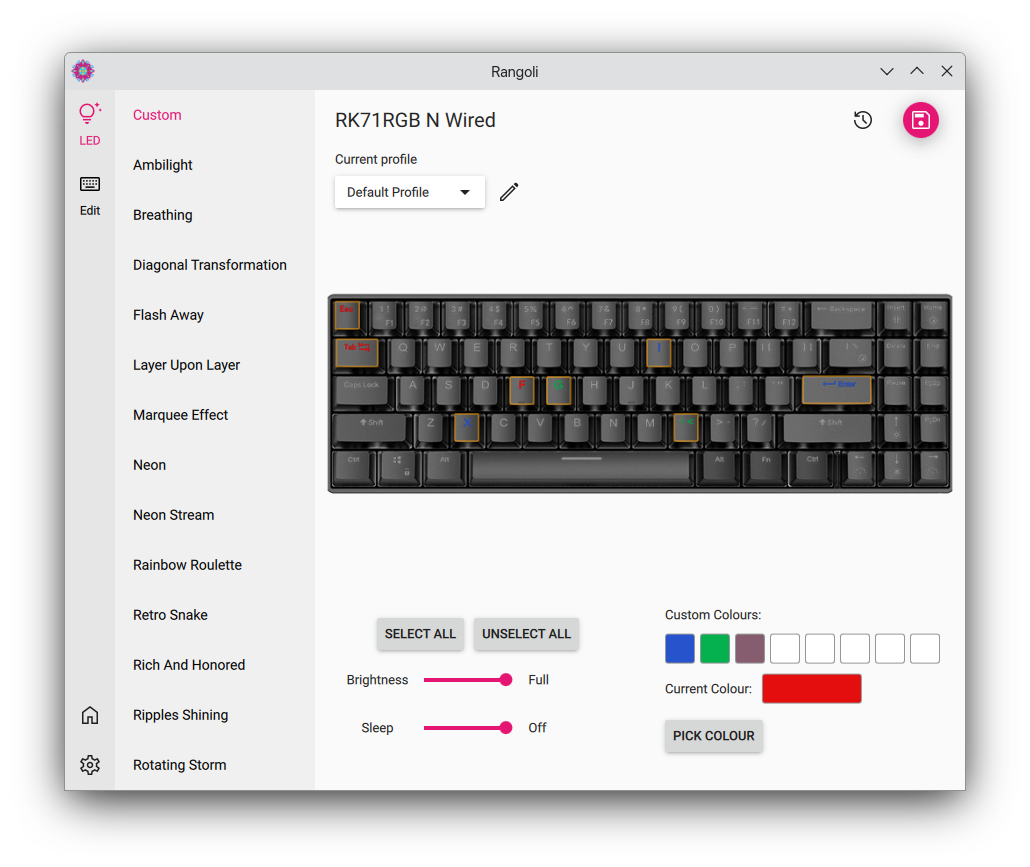 Rangoli
LED
Edit
Custom
Ambilight
Breathing
Diagonal Transformation
Flash Away
Layer Upon Layer
Marquee Effect
Neon
Neon Stream
Rainbow Roulette
Retro Snake
Rich And Honored
Ripples Shining
Rotating Storm
RK71RGB N Wired
Current profile
Default Profile
Esc F1 F2 F3 F4 F5 F6 F7 F8 F9 F10 F11 F12 Backspace Insert Home
Tab Q W E R T Y U I O P End
Caps Lock A S D F G H J K L Enter Pause PgUp
Shift Z X C V B N M Shift PgDn
Ctrl Alt Alt Fn Ctrl
SELECT ALL
UNSELECT ALL
Brightness
Full
Sleep
Off
Custom Colours:
Current Colour:
PICK COLOUR